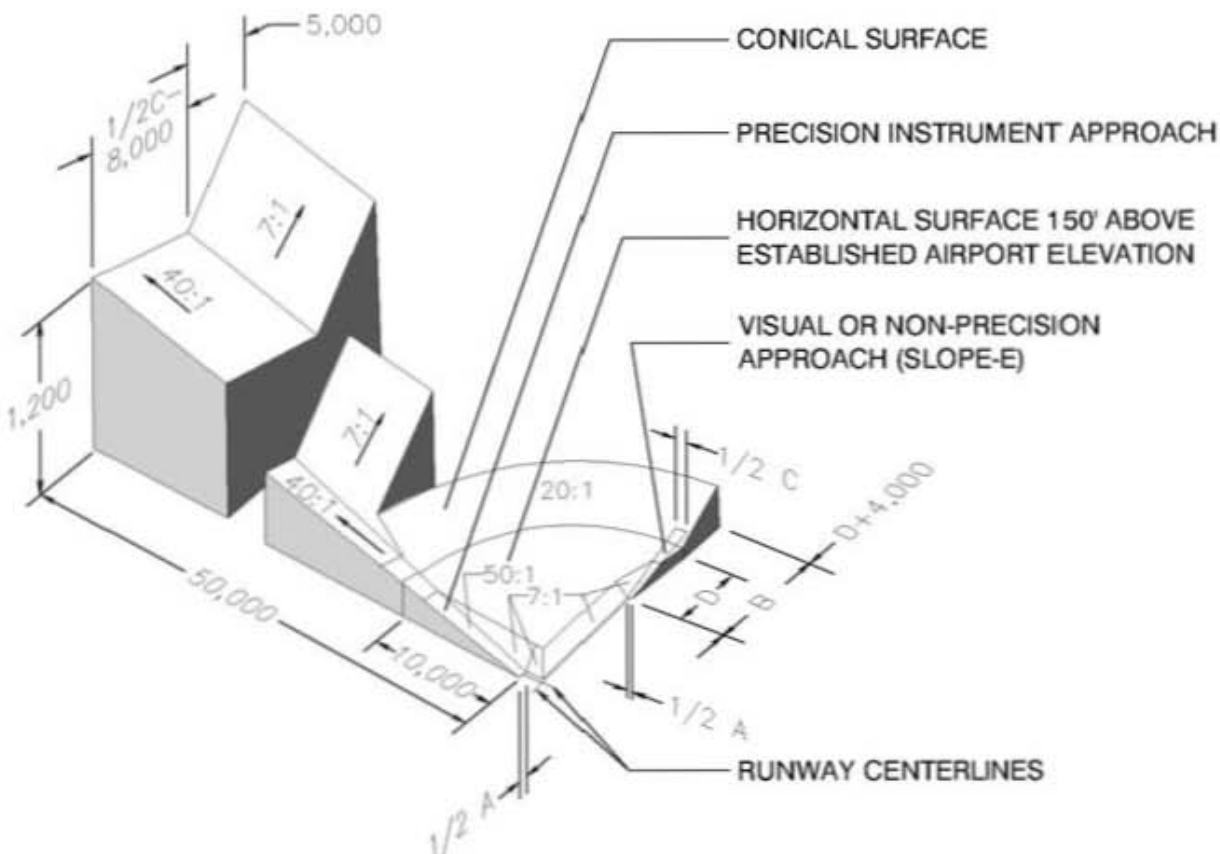 5,000
1/2C-
8,000
CONICAL SURFACE
PRECISION INSTRUMENT APPROACH
HORIZONTAL SURFACE 150' ABOVE
ESTABLISHED AIRPORT ELEVATION
VISUAL OR NON-PRECISION
APPROACH (SLOPE-E)
7:1
40:1
1,200
7:1
40:1
20:1
1/2 C
D+4,000
50:1
7:1
D
B
50,000
10,000
1/2 A
1/2 A
RUNWAY CENTERLINES